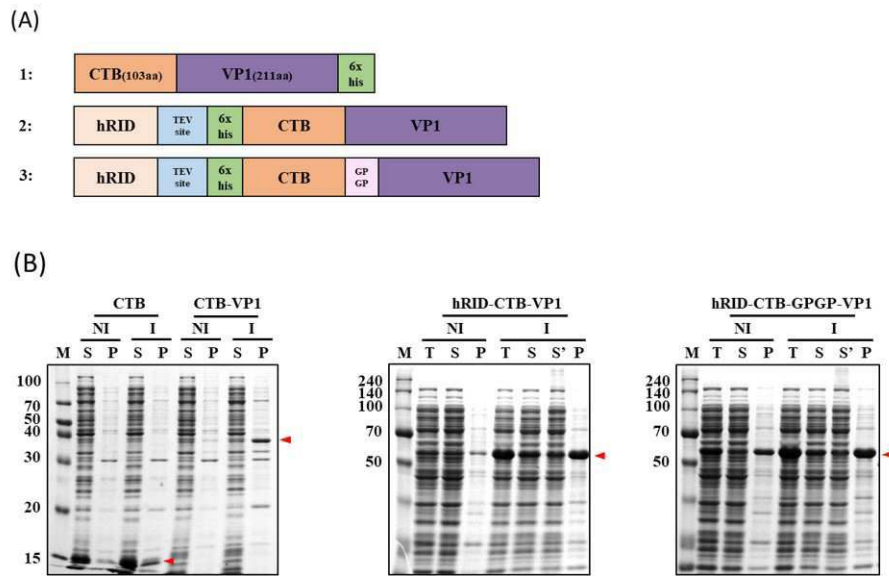 (A)
1: CTB(103aa) VP1(211aa) 6x his
2: hRID TEV site 6x his CTB VP1
3: hRID TEV site 6x his CTB GP GP VP1
(B)
CTB CTB-VP1 hRID-CTB-VP1 hRID-CTB-GPGP-VP1
NI I NI I NI I NI I
M S P S P S P S P M T S P T S S' P M T S P T S S' P
100
70
50
40
30
20
15
240
140
100
70
50
240
140
100
70
50